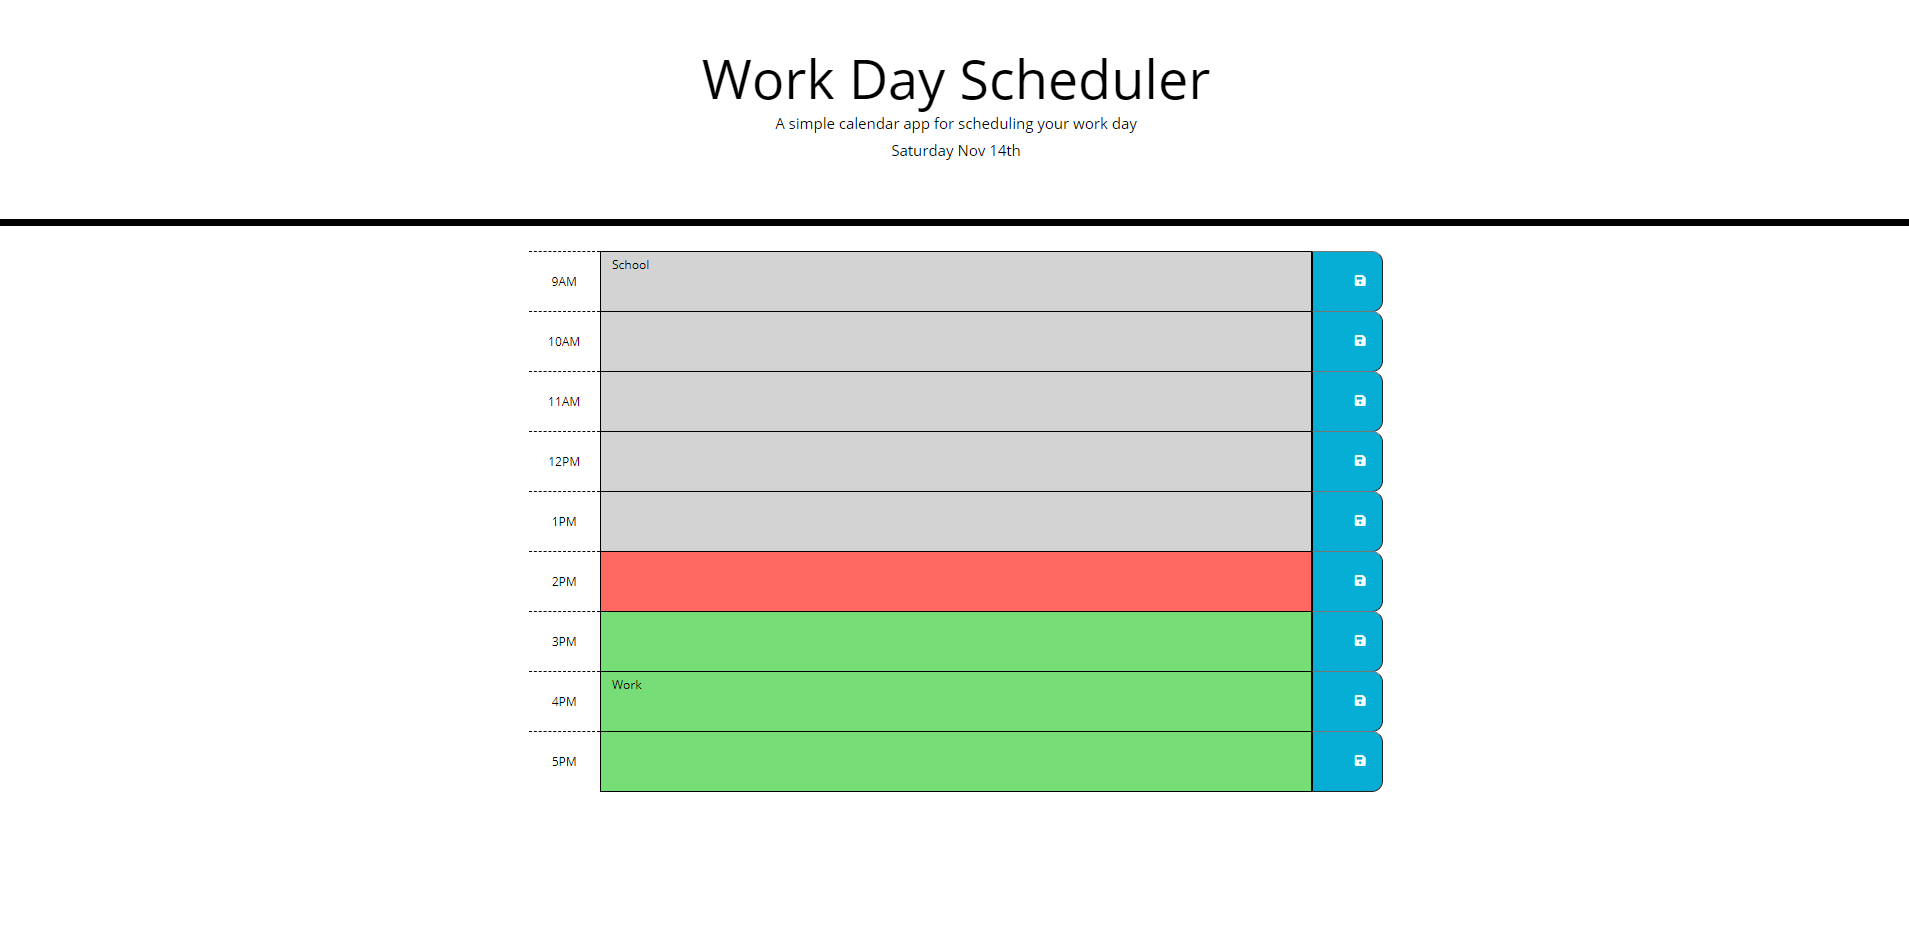 Work Day Scheduler
A simple calendar app for scheduling your work day
Saturday Nov 14th
9AM School
10AM
11AM
12PM
1PM
2PM
3PM
4PM Work
5PM